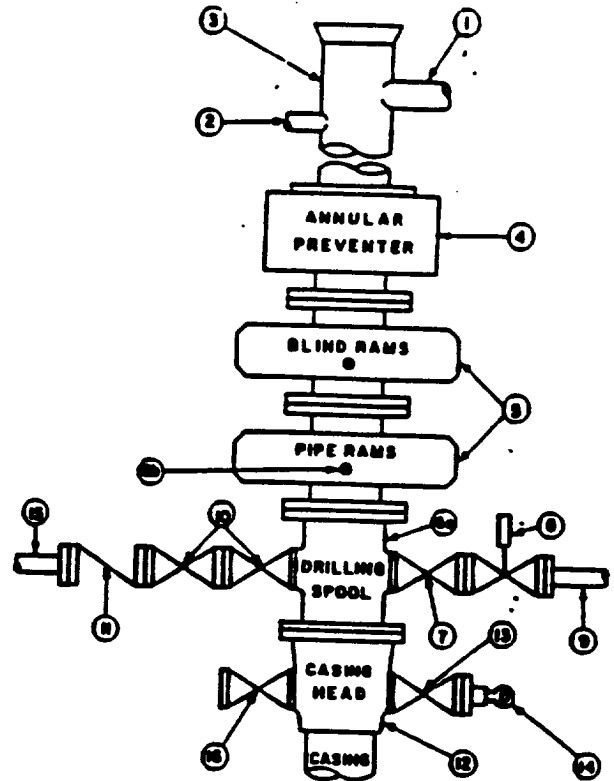 3
1
2
ANNULAR
PREVENTER
4
BLIND RAMS
5
PIPE RAMS
15
10
8
DRILLING
SPOOL
11
7
13
9
CASING
HEAD
16
12
14
CASING